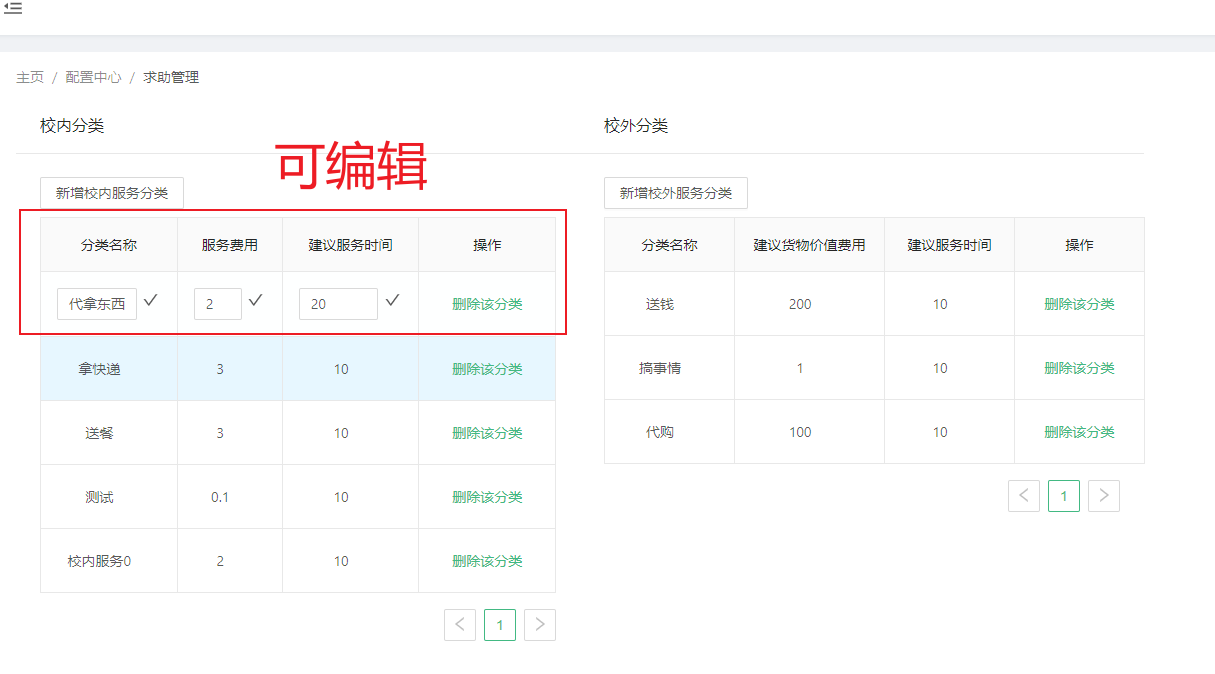 主页 / 配置中心 / 求助管理
校内分类
校外分类
可编辑
新增校内服务分类
新增校外服务分类
分类名称 服务费用 建议服务时间 操作
代拿东西 2 20 删除该分类
拿快递 3 10 删除该分类
送餐 3 10 删除该分类
测试 0.1 10 删除该分类
校内服务0 2 10 删除该分类
1
分类名称 建议货物价值费用 建议服务时间 操作
送钱 200 10 删除该分类
搞事情 1 10 删除该分类
代购 100 10 删除该分类
1